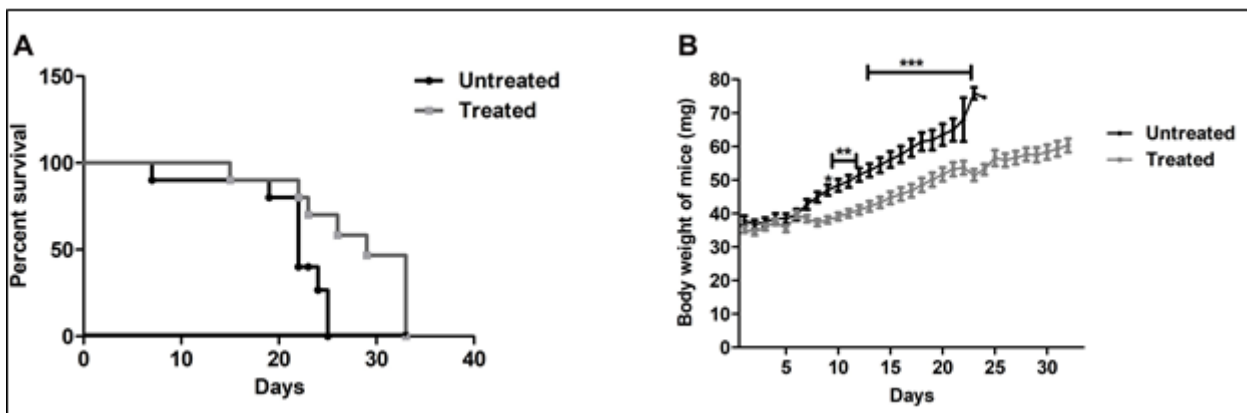 A
150
100
50
0
Percent survival
0 10 20 30 40
Days
Untreated
Treated
B
80
70
60
50
40
30
20
10
0
Body weight of mice (mg)
5 10 15 20 25 30
Days
*
**
***
Untreated
Treated